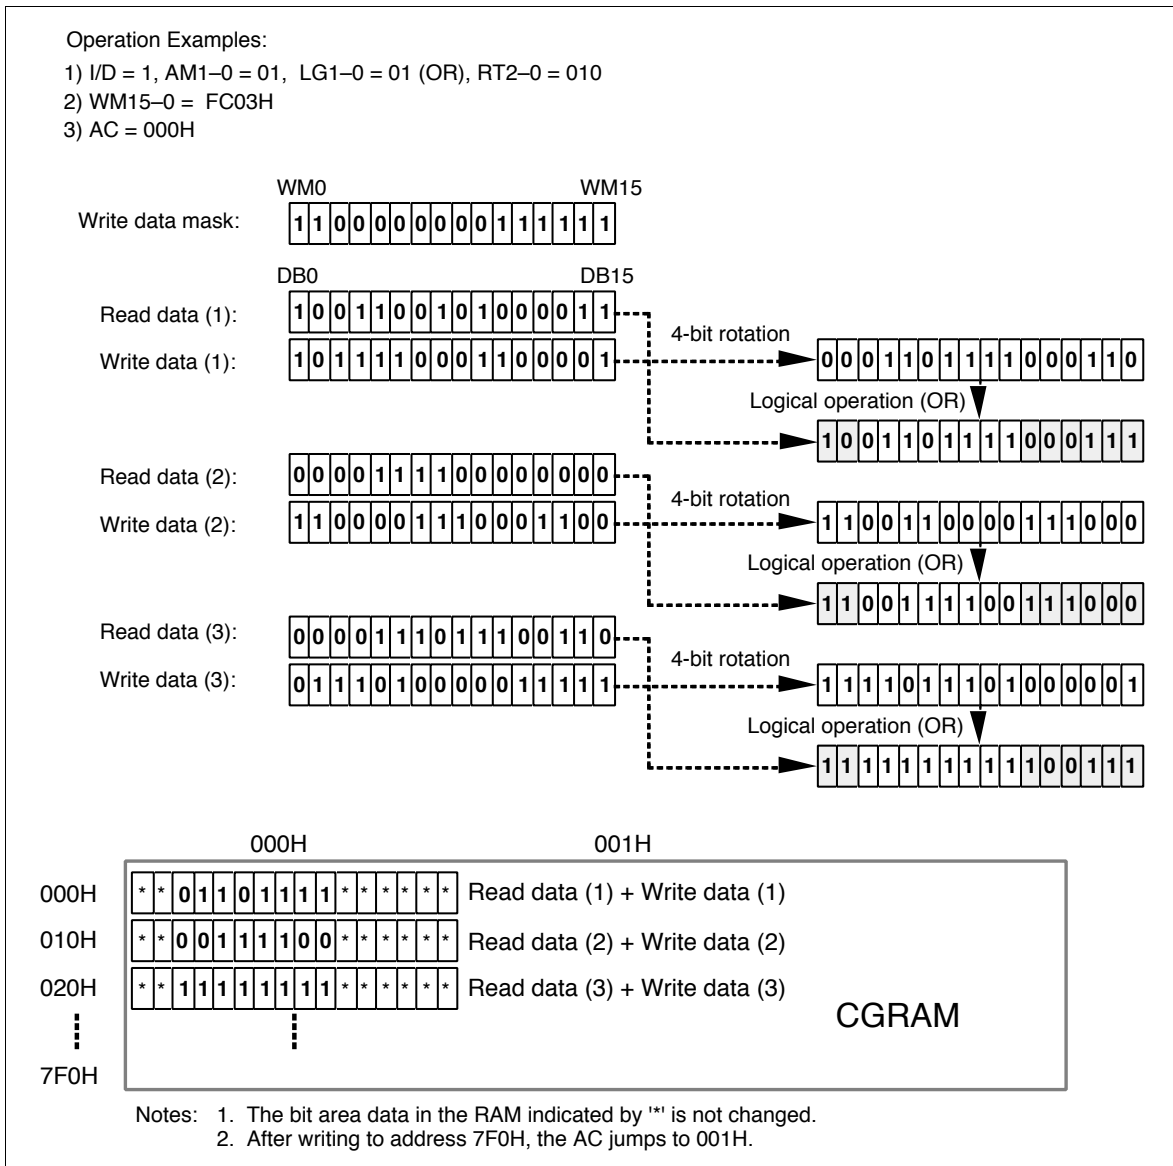 Operation Examples:
1) I/D = 1, AM1–0 = 01, LG1–0 = 01 (OR), RT2–0 = 010
2) WM15–0 = FC03H
3) AC = 000H
WM0 WM15
Write data mask: 1 1 0 0 0 0 0 0 0 0 1 1 1 1 1 1
DB0 DB15
Read data (1): 1 0 0 1 1 0 0 1 0 1 0 0 0 0 1 1
4-bit rotation
Write data (1): 1 0 1 1 1 1 0 0 0 1 1 0 0 0 0 1
0 0 0 1 1 0 1 1 1 1 0 0 0 1 1 0
Logical operation (OR)
1 0 0 1 1 0 1 1 1 1 0 0 0 1 1 1
Read data (2): 0 0 0 0 1 1 1 1 0 0 0 0 0 0 0 0
4-bit rotation
Write data (2): 1 1 0 0 0 0 1 1 1 0 0 0 1 1 0 0
1 1 0 0 1 1 0 0 0 0 1 1 1 0 0 0
Logical operation (OR)
1 1 0 0 1 1 1 1 0 0 1 1 1 0 0 0
Read data (3): 0 0 0 0 1 1 1 0 1 1 1 0 0 1 1 0
4-bit rotation
Write data (3): 0 1 1 1 0 1 0 0 0 0 0 1 1 1 1 1
1 1 1 1 0 1 1 1 0 1 0 0 0 0 0 1
Logical operation (OR)
1 1 1 1 1 1 1 1 1 1 1 0 0 1 1 1
000H 001H
000H * * 0 1 1 0 1 1 1 1 * * * * * * Read data (1) + Write data (1)
010H * * 0 0 1 1 1 1 0 0 * * * * * * Read data (2) + Write data (2)
020H * * 1 1 1 1 1 1 1 1 * * * * * * Read data (3) + Write data (3)
CGRAM
7F0H
Notes: 1. The bit area data in the RAM indicated by '*' is not changed.
2. After writing to address 7F0H, the AC jumps to 001H.